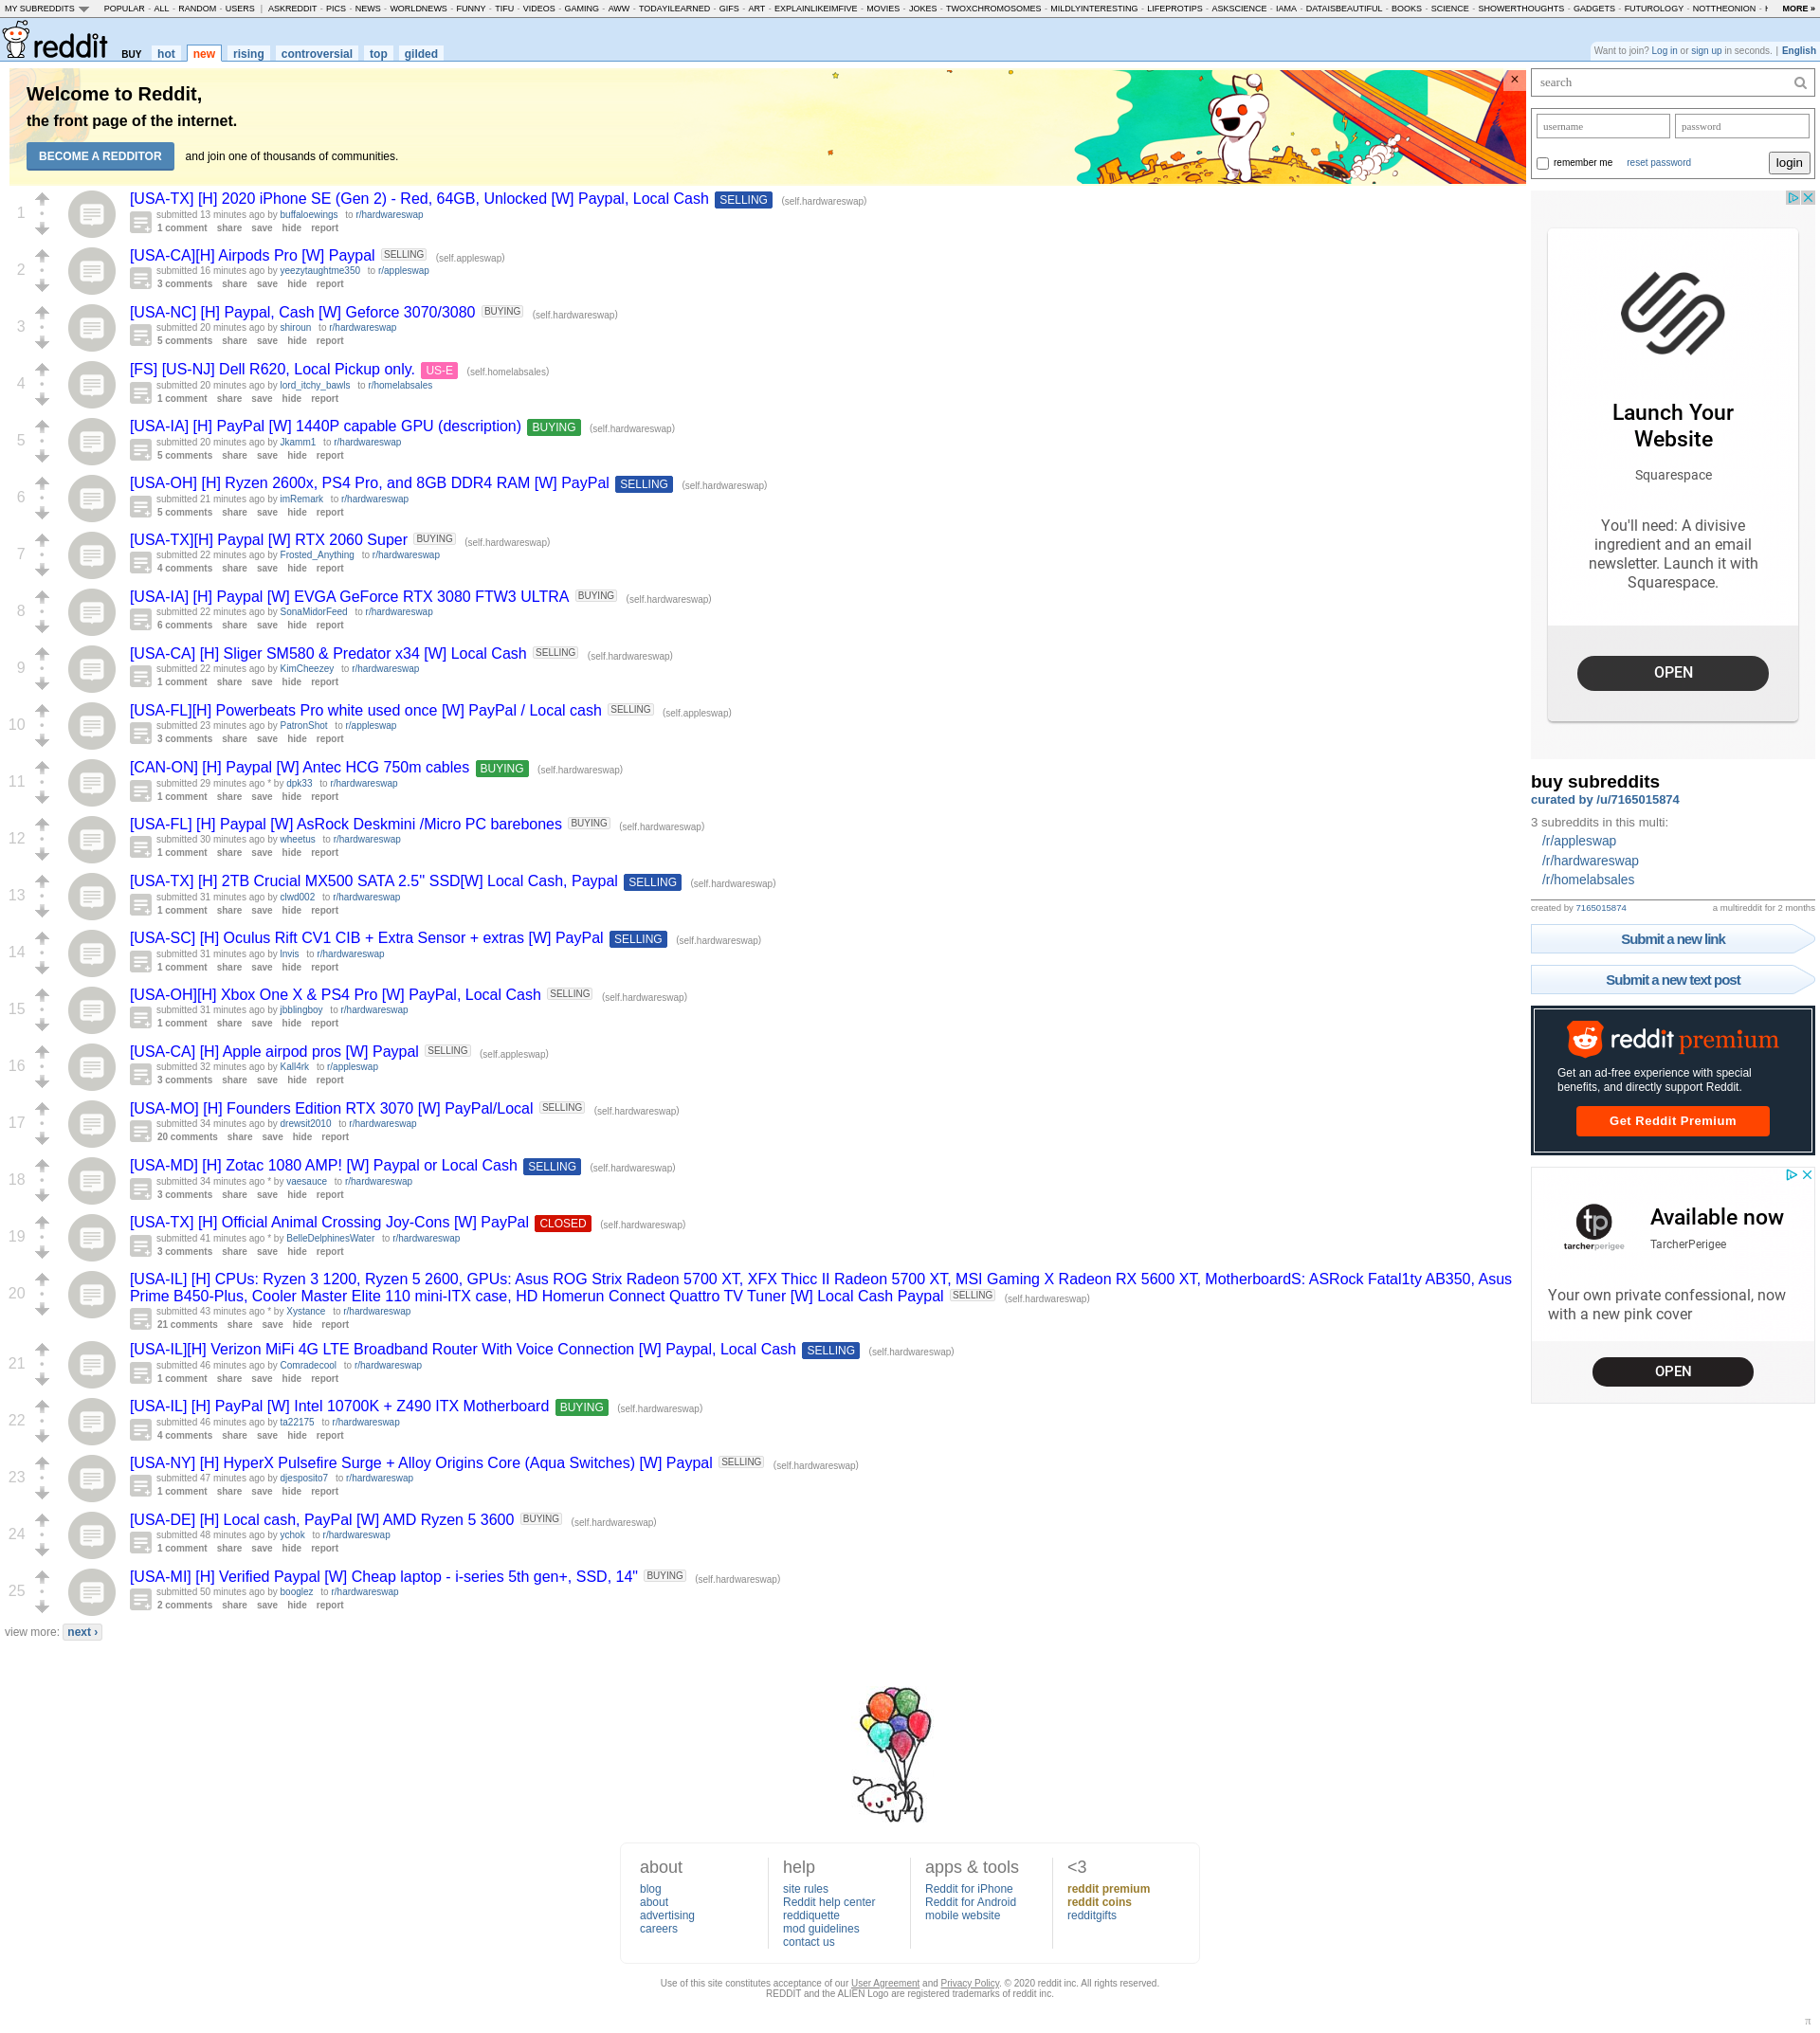 MY SUBREDDITS POPULAR - ALL - RANDOM - USERS | ASKREDDIT - PICS - NEWS - WORLDNEWS - FUNNY - TIFU - VIDEOS - GAMING - AWW - TODAYILEARNED - GIFS - ART - EXPLAINLIKEIMFIVE - MOVIES - JOKES - TWOXCHROMOSOMES - MILDLYINTERESTING - LIFEPROTIPS - ASKSCIENCE - IAMA - DATAISBEAUTIFUL - BOOKS - SCIENCE - SHOWERTHOUGHTS - GADGETS - FUTUROLOGY - NOTTHEONION - MORE »
reddit BUY hot new rising controversial top gilded
Want to join? Log in or sign up in seconds. | English
Welcome to Reddit,
the front page of the internet.
BECOME A REDDITOR and join one of thousands of communities.
1
[USA-TX] [H] 2020 iPhone SE (Gen 2) - Red, 64GB, Unlocked [W] Paypal, Local Cash SELLING (self.hardwareswap)
submitted 13 minutes ago by buffaloewings to r/hardwareswap
1 comment share save hide report
2
[USA-CA][H] Airpods Pro [W] Paypal SELLING (self.appleswap)
submitted 16 minutes ago by yeezytaughtme350 to r/appleswap
3 comments share save hide report
3
[USA-NC] [H] Paypal, Cash [W] Geforce 3070/3080 BUYING (self.hardwareswap)
submitted 20 minutes ago by shiroun to r/hardwareswap
5 comments share save hide report
4
[FS] [US-NJ] Dell R620, Local Pickup only. US-E (self.homelabsales)
submitted 20 minutes ago by lord_itchy_bawls to r/homelabsales
1 comment share save hide report
5
[USA-IA] [H] PayPal [W] 1440P capable GPU (description) BUYING (self.hardwareswap)
submitted 20 minutes ago by Jkamm1 to r/hardwareswap
5 comments share save hide report
6
[USA-OH] [H] Ryzen 2600x, PS4 Pro, and 8GB DDR4 RAM [W] PayPal SELLING (self.hardwareswap)
submitted 21 minutes ago by imRemark to r/hardwareswap
5 comments share save hide report
7
[USA-TX][H] Paypal [W] RTX 2060 Super BUYING (self.hardwareswap)
submitted 22 minutes ago by Frosted_Anything to r/hardwareswap
4 comments share save hide report
8
[USA-IA] [H] Paypal [W] EVGA GeForce RTX 3080 FTW3 ULTRA BUYING (self.hardwareswap)
submitted 22 minutes ago by SonaMidorFeed to r/hardwareswap
6 comments share save hide report
9
[USA-CA] [H] Sliger SM580 & Predator x34 [W] Local Cash SELLING (self.hardwareswap)
submitted 22 minutes ago by KimCheezey to r/hardwareswap
1 comment share save hide report
10
[USA-FL][H] Powerbeats Pro white used once [W] PayPal / Local cash SELLING (self.appleswap)
submitted 23 minutes ago by PatronShot to r/appleswap
3 comments share save hide report
11
[CAN-ON] [H] Paypal [W] Antec HCG 750m cables BUYING (self.hardwareswap)
submitted 29 minutes ago * by dpk33 to r/hardwareswap
1 comment share save hide report
12
[USA-FL] [H] Paypal [W] AsRock Deskmini /Micro PC barebones BUYING (self.hardwareswap)
submitted 30 minutes ago by wheetus to r/hardwareswap
1 comment share save hide report
13
[USA-TX] [H] 2TB Crucial MX500 SATA 2.5" SSD[W] Local Cash, Paypal SELLING (self.hardwareswap)
submitted 31 minutes ago by clwd002 to r/hardwareswap
1 comment share save hide report
14
[USA-SC] [H] Oculus Rift CV1 CIB + Extra Sensor + extras [W] PayPal SELLING (self.hardwareswap)
submitted 31 minutes ago by lnvis to r/hardwareswap
1 comment share save hide report
15
[USA-OH][H] Xbox One X & PS4 Pro [W] PayPal, Local Cash SELLING (self.hardwareswap)
submitted 31 minutes ago by jbblingboy to r/hardwareswap
1 comment share save hide report
16
[USA-CA] [H] Apple airpod pros [W] Paypal SELLING (self.appleswap)
submitted 32 minutes ago by Kall4rk to r/appleswap
3 comments share save hide report
17
[USA-MO] [H] Founders Edition RTX 3070 [W] PayPal/Local SELLING (self.hardwareswap)
submitted 34 minutes ago by drewsit2010 to r/hardwareswap
20 comments share save hide report
18
[USA-MD] [H] Zotac 1080 AMP! [W] Paypal or Local Cash SELLING (self.hardwareswap)
submitted 34 minutes ago * by vaesauce to r/hardwareswap
3 comments share save hide report
19
[USA-TX] [H] Official Animal Crossing Joy-Cons [W] PayPal CLOSED (self.hardwareswap)
submitted 41 minutes ago * by BelleDelphinesWater to r/hardwareswap
3 comments share save hide report
20
[USA-IL] [H] CPUs: Ryzen 3 1200, Ryzen 5 2600, GPUs: Asus ROG Strix Radeon 5700 XT, XFX Thicc II Radeon 5700 XT, MSI Gaming X Radeon RX 5600 XT, MotherboardS: ASRock Fatal1ty AB350, Asus
Prime B450-Plus, Cooler Master Elite 110 mini-ITX case, HD Homerun Connect Quattro TV Tuner [W] Local Cash Paypal SELLING (self.hardwareswap)
submitted 43 minutes ago * by Xystance to r/hardwareswap
21 comments share save hide report
21
[USA-IL][H] Verizon MiFi 4G LTE Broadband Router With Voice Connection [W] Paypal, Local Cash SELLING (self.hardwareswap)
submitted 46 minutes ago by Comradecool to r/hardwareswap
1 comment share save hide report
22
[USA-IL] [H] PayPal [W] Intel 10700K + Z490 ITX Motherboard BUYING (self.hardwareswap)
submitted 46 minutes ago by ta22175 to r/hardwareswap
4 comments share save hide report
23
[USA-NY] [H] HyperX Pulsefire Surge + Alloy Origins Core (Aqua Switches) [W] Paypal SELLING (self.hardwareswap)
submitted 47 minutes ago by djesposito7 to r/hardwareswap
1 comment share save hide report
24
[USA-DE] [H] Local cash, PayPal [W] AMD Ryzen 5 3600 BUYING (self.hardwareswap)
submitted 48 minutes ago by ychok to r/hardwareswap
1 comment share save hide report
25
[USA-MI] [H] Verified Paypal [W] Cheap laptop - i-series 5th gen+, SSD, 14" BUYING (self.hardwareswap)
submitted 50 minutes ago by booglez to r/hardwareswap
2 comments share save hide report
view more: next ›
search
username password
remember me reset password login
Launch Your
Website
Squarespace
You'll need: A divisive
ingredient and an email
newsletter. Launch it with
Squarespace.
OPEN
buy subreddits
curated by /u/7165015874
3 subreddits in this multi:
/r/appleswap
/r/hardwareswap
/r/homelabsales
created by 7165015874 a multireddit for 2 months
Submit a new link
Submit a new text post
reddit premium
Get an ad-free experience with special
benefits, and directly support Reddit.
Get Reddit Premium
tp
tarcherperigee
Available now
TarcherPerigee
Your own private confessional, now
with a new pink cover
OPEN
about
blog
about
advertising
careers
help
site rules
Reddit help center
reddiquette
mod guidelines
contact us
apps & tools
Reddit for iPhone
Reddit for Android
mobile website
<3
reddit premium
reddit coins
redditgifts
Use of this site constitutes acceptance of our User Agreement and Privacy Policy. © 2020 reddit inc. All rights reserved.
REDDIT and the ALIEN Logo are registered trademarks of reddit inc.
π